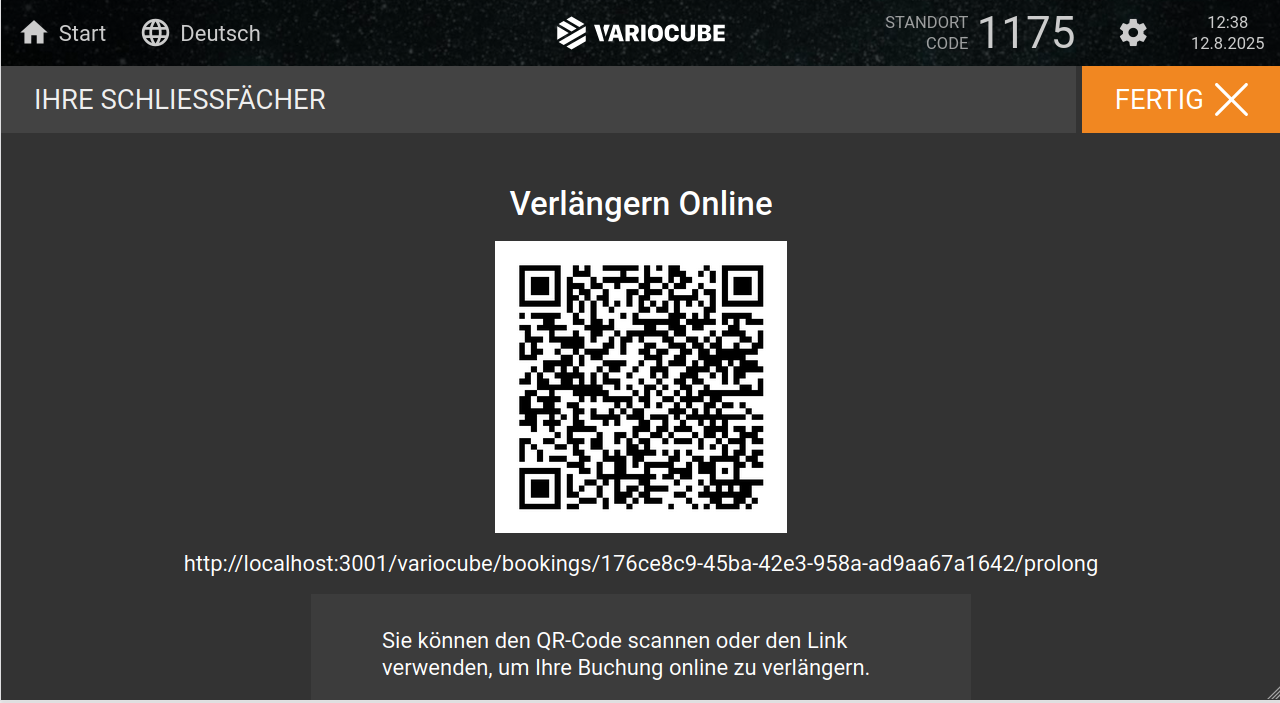 Start
Deutsch
VARIOCUBE
STANDORT
CODE
1175
12:38
12.8.2025
IHRE SCHLIESSFÄCHER
FERTIG
Verlängern Online
http://localhost:3001/variocube/bookings/176ce8c9-45ba-42e3-958a-ad9aa67a1642/prolong
Sie können den QR-Code scannen oder den Link
verwenden, um Ihre Buchung online zu verlängern.